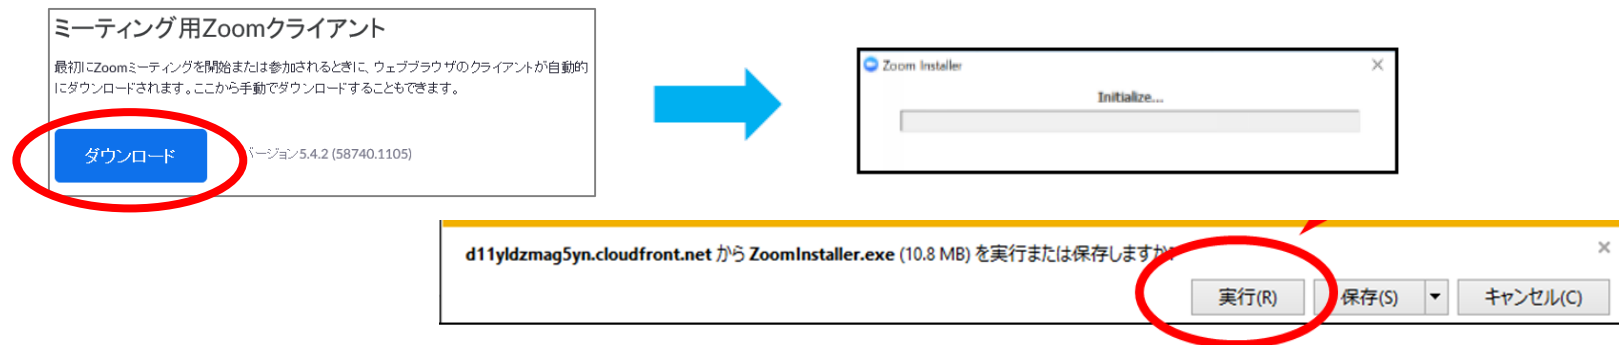 ミーティング用Zoomクライアント
最初にZoomミーティングを開始または参加されるときに、ウェブブラウザのクライアントが自動的
にダウンロードされます。ここから手動でダウンロードすることもできます。
ダウンロード
バージョン5.4.2 (58740.1105)
Zoom Installer
Initialize...
d11yldzmag5yn.cloudfront.net から ZoomInstaller.exe (10.8 MB) を実行または保存しますか?
実行(R) 保存(S) キャンセル(C)